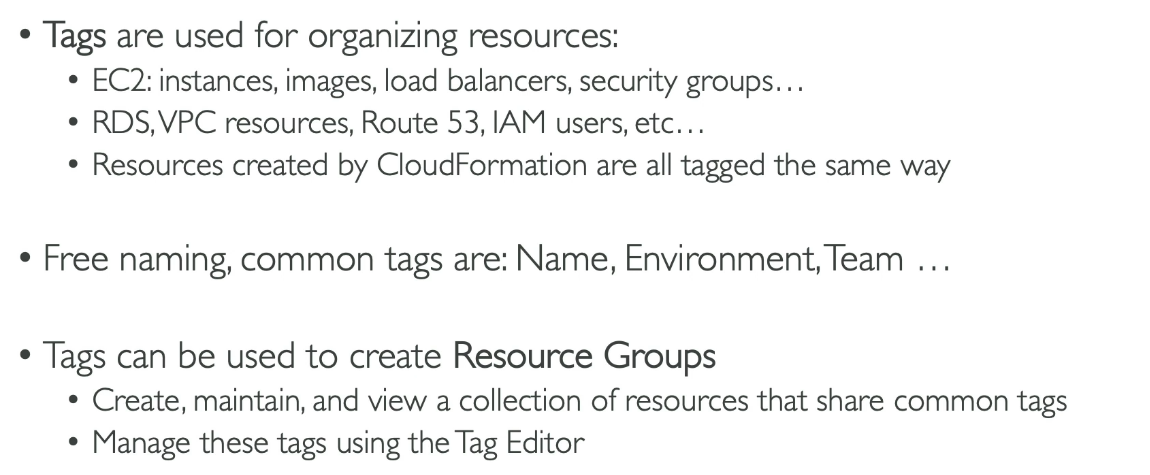 • Tags are used for organizing resources:
• EC2: instances, images, load balancers, security groups…
• RDS, VPC resources, Route 53, IAM users, etc…
• Resources created by CloudFormation are all tagged the same way
• Free naming, common tags are: Name, Environment, Team …
• Tags can be used to create Resource Groups
• Create, maintain, and view a collection of resources that share common tags
• Manage these tags using the Tag Editor